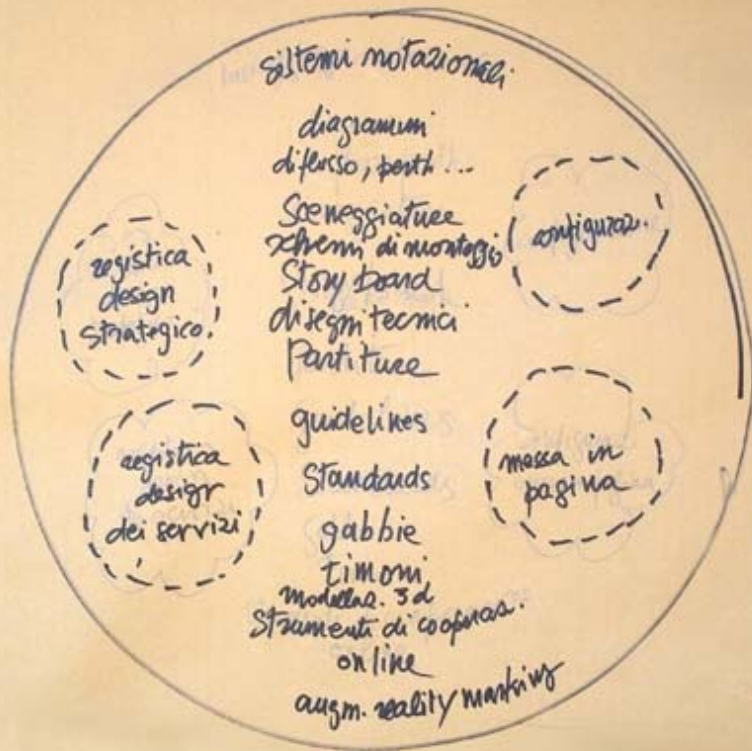 sistemi notazionali
diagrammi
di flusso, perth...
Sceneggiature
schemi di montaggio
Story board
disegni tecnici
Partiture
guidelines
Standards
gabbie
timoni
modellaz. 3d
Strumenti di cooperaz.
online
augm. reality
registica
design
strategico.
registica
design
dei servizi
configuraz.
messa in
pagina